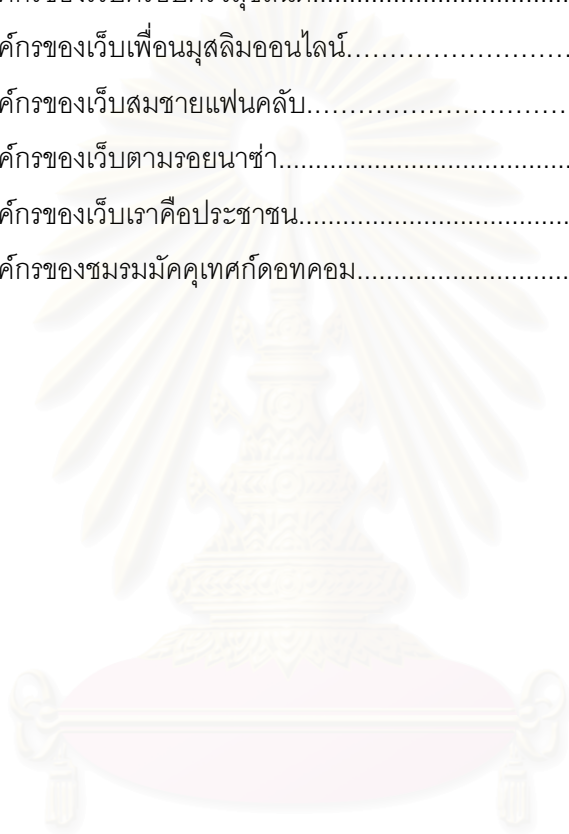 ค์กรของเว็บเพื่อนมุสลิมออนไลน์……………………
ค์กรของเว็บสมชายแฟนคลับ…………………………
ค์กรของเว็บตามรอยนาซ่า........................................
ค์กรของเว็บเราคือประชาชน.....................................
ค์กรของชมรมมัคคุเทศก์ดอทคอม.............................